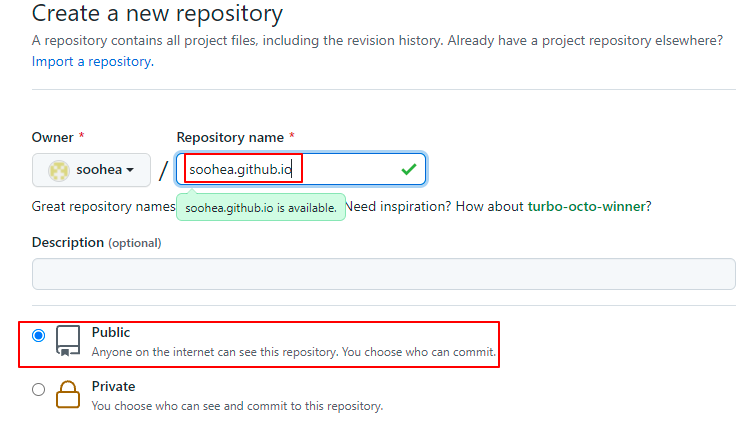 Create a new repository
A repository contains all project files, including the revision history. Already have a project repository elsewhere?
Import a repository.
Owner * Repository name *
soohea / soohea.github.io
Great repository names soohea.github.io is available. Need inspiration? How about turbo-octo-winner?
Description (optional)
Public
Anyone on the internet can see this repository. You choose who can commit.
Private
You choose who can see and commit to this repository.